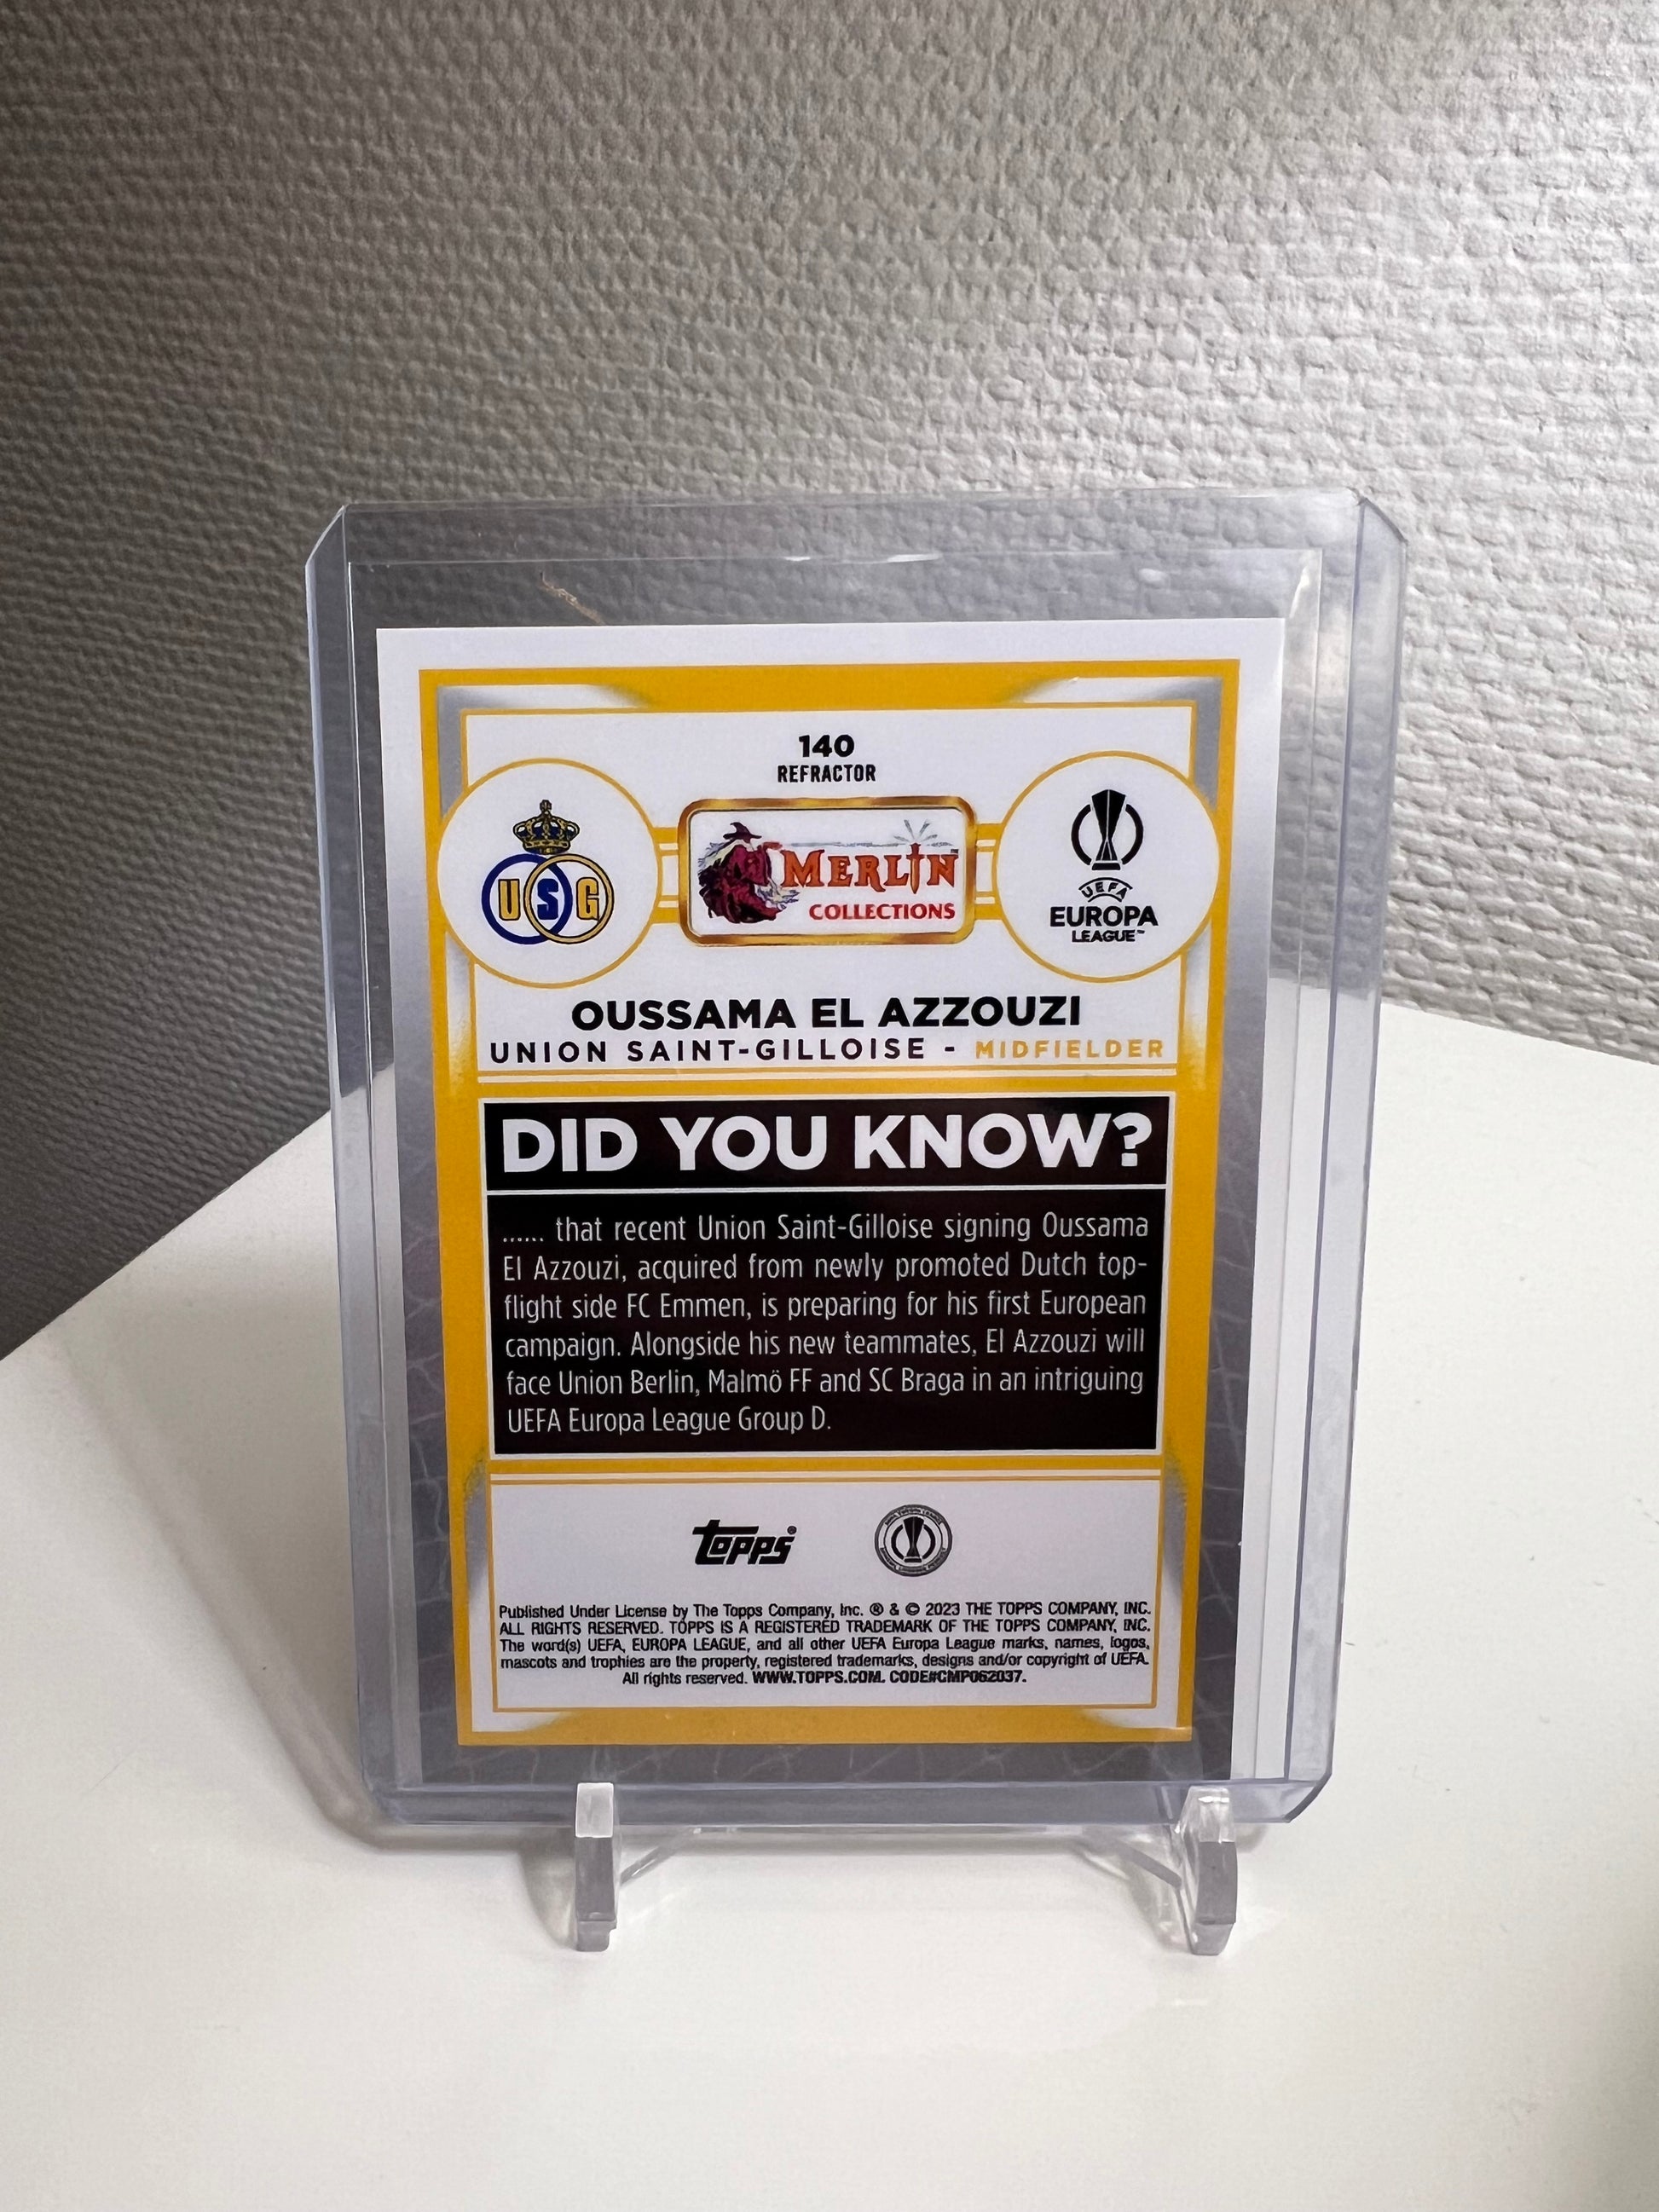 140
REFRACTOR
USG
MERLIN™
COLLECTIONS
UEFA
EUROPA
LEAGUE™
OUSSAMA EL AZZOUZI
UNION SAINT-GILLOISE - MIDFIELDER
DID YOU KNOW?
...... that recent Union Saint-Gilloise signing Oussama
El Azzouzi, acquired from newly promoted Dutch top-
flight side FC Emmen, is preparing for his first European
campaign. Alongside his new teammates, El Azzouzi will
face Union Berlin, Malmö FF and SC Braga in an intriguing
UEFA Europa League Group D.
topps®
Published Under License by The Topps Company, Inc. ® & © 2023 THE TOPPS COMPANY, INC.
ALL RIGHTS RESERVED. TOPPS IS A REGISTERED TRADEMARK OF THE TOPPS COMPANY, INC.
The word(s) UEFA, EUROPA LEAGUE, and all other UEFA Europa League marks, names, logos,
mascots and trophies are the property, registered trademarks, designs and/or copyright of UEFA.
All rights reserved. WWW.TOPPS.COM. CODE#CMP062037.